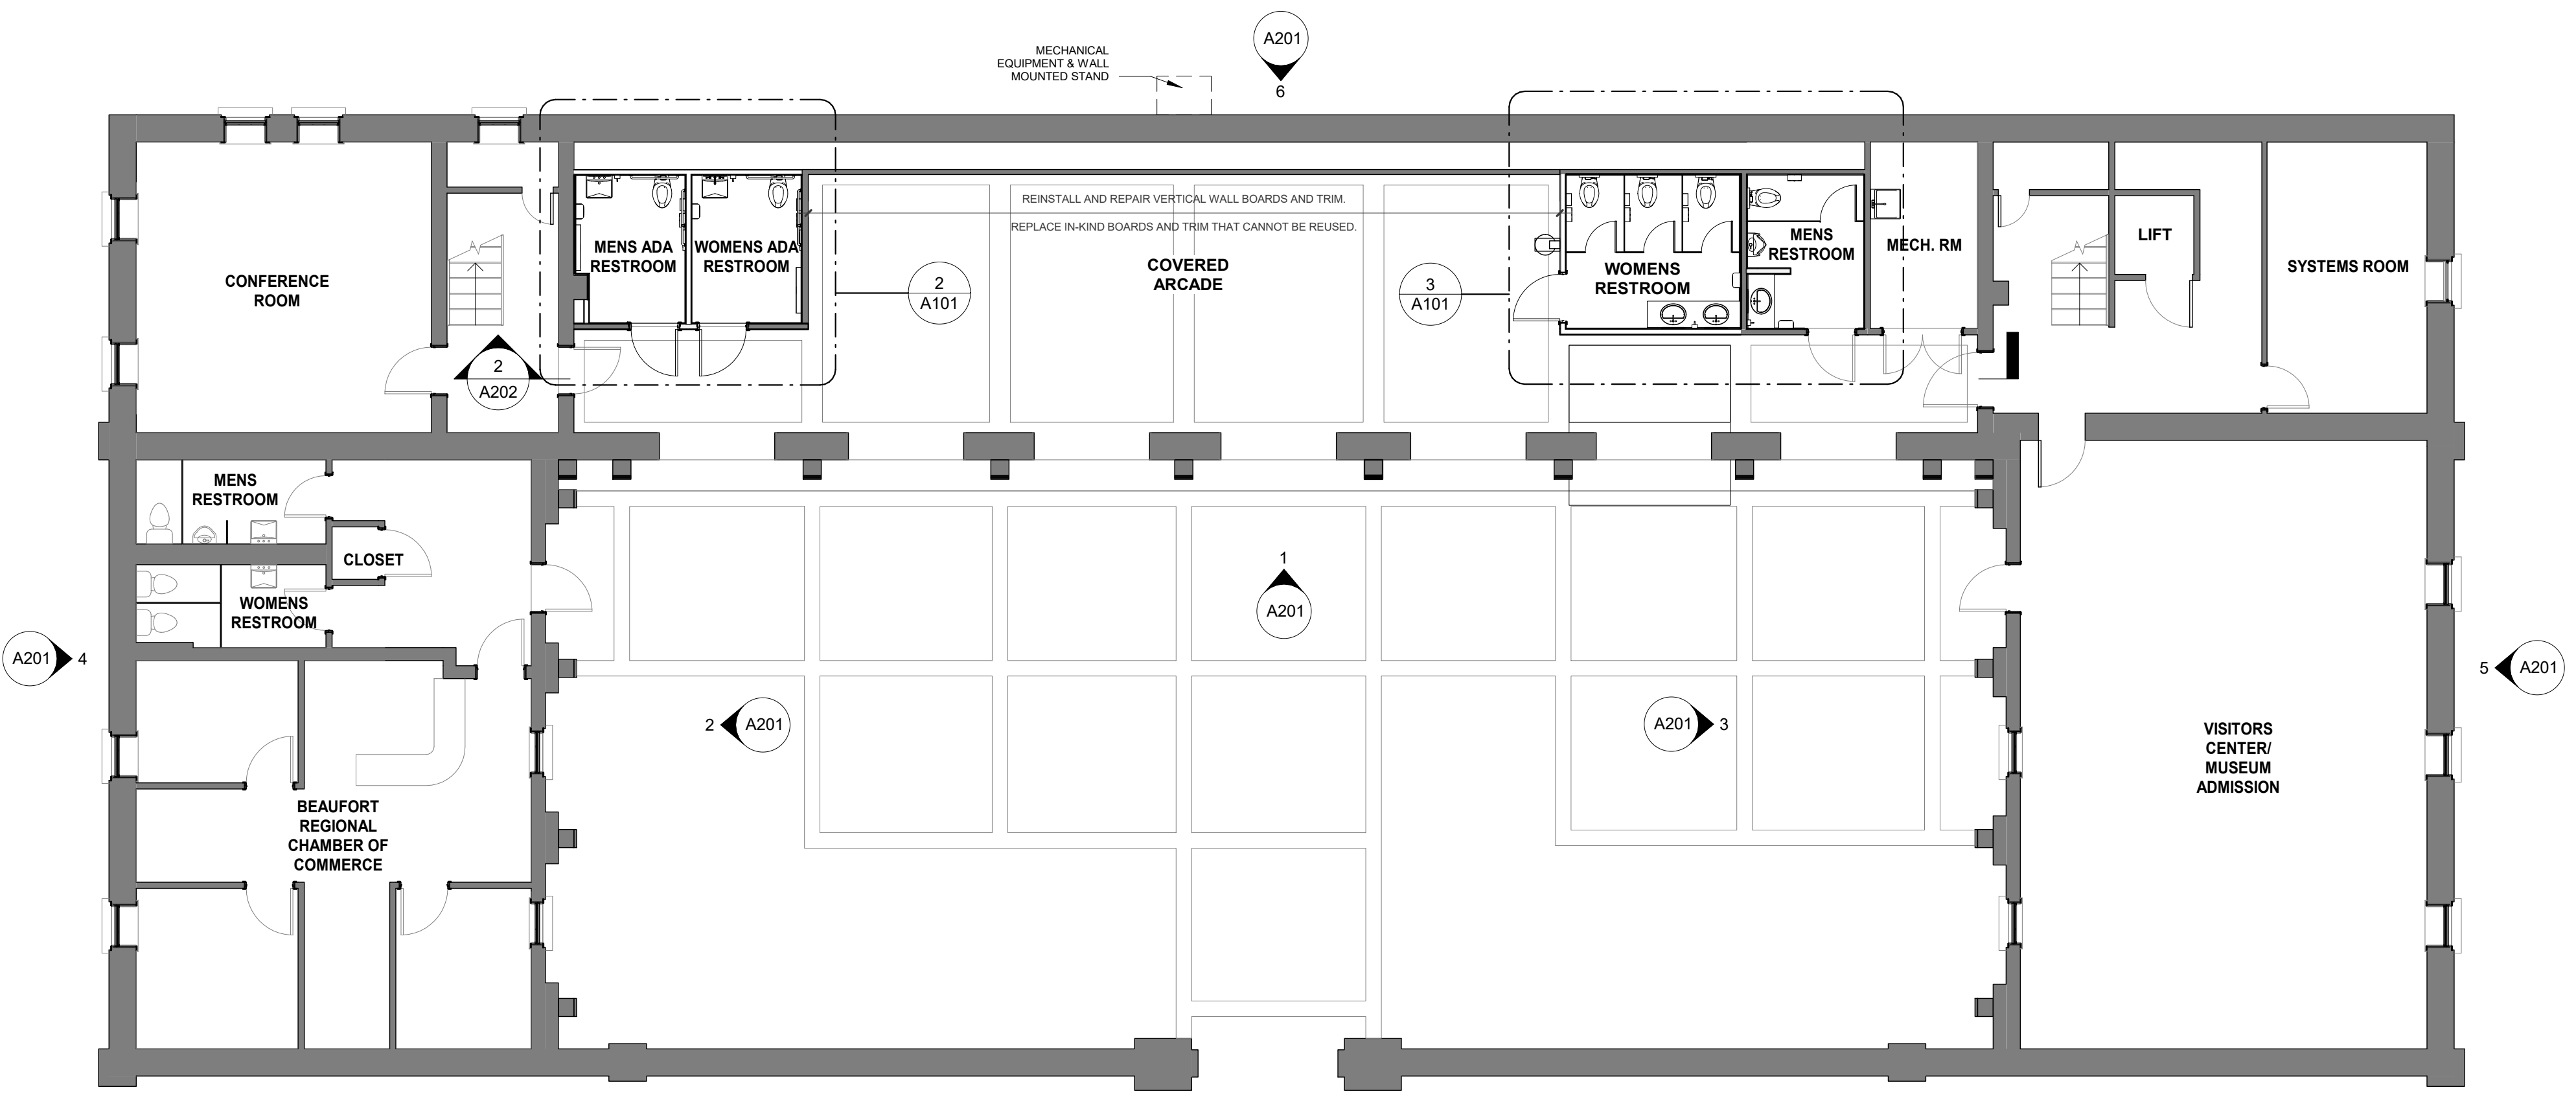 A201
6
MECHANICAL
EQUIPMENT & WALL
MOUNTED STAND
REINSTALL AND REPAIR VERTICAL WALL BOARDS AND TRIM.
REPLACE IN-KIND BOARDS AND TRIM THAT CANNOT BE REUSED.
CONFERENCE
ROOM
MENS ADA
RESTROOM
WOMENS ADA
RESTROOM
2
A101
COVERED
ARCADE
3
A101
WOMENS
RESTROOM
MENS
RESTROOM
MECH. RM
LIFT
SYSTEMS ROOM
2
A202
MENS
RESTROOM
CLOSET
WOMENS
RESTROOM
1
A201
A201
4
5
A201
2
A201
A201
3
BEAUFORT
REGIONAL
CHAMBER OF
COMMERCE
VISITORS
CENTER/
MUSEUM
ADMISSION